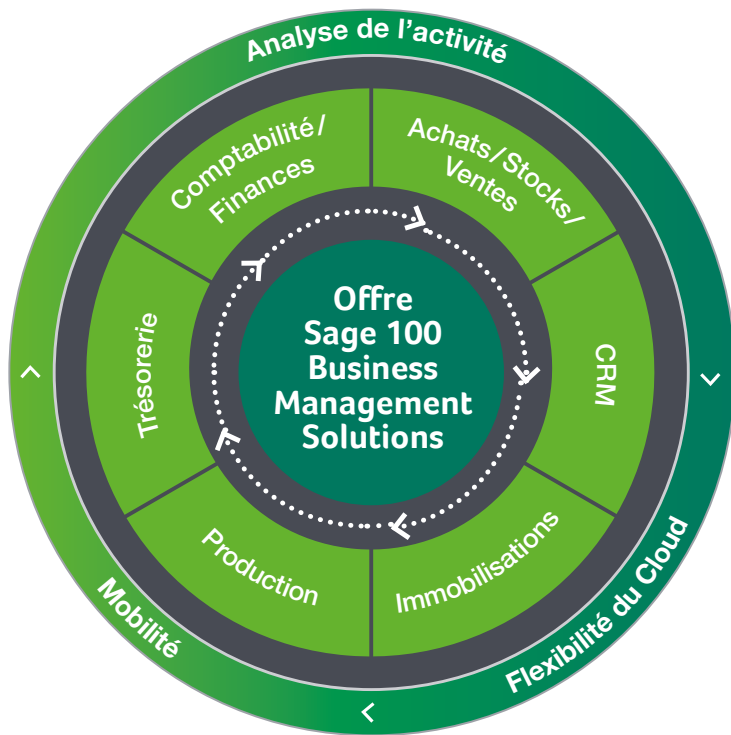 Analyse de l'activité
Comptabilité/
Finances
Achats/Stocks/
Ventes
Trésorerie
Offre
Sage 100
Business
Management
Solutions
CRM
Production
Immobilisations
Mobilité
Flexibilité du Cloud